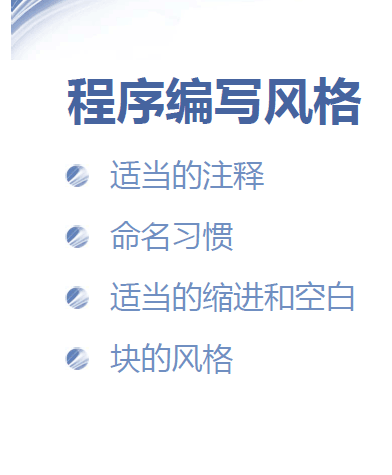 程序编写风格
适当的注释
命名习惯
适当的缩进和空白
块的风格